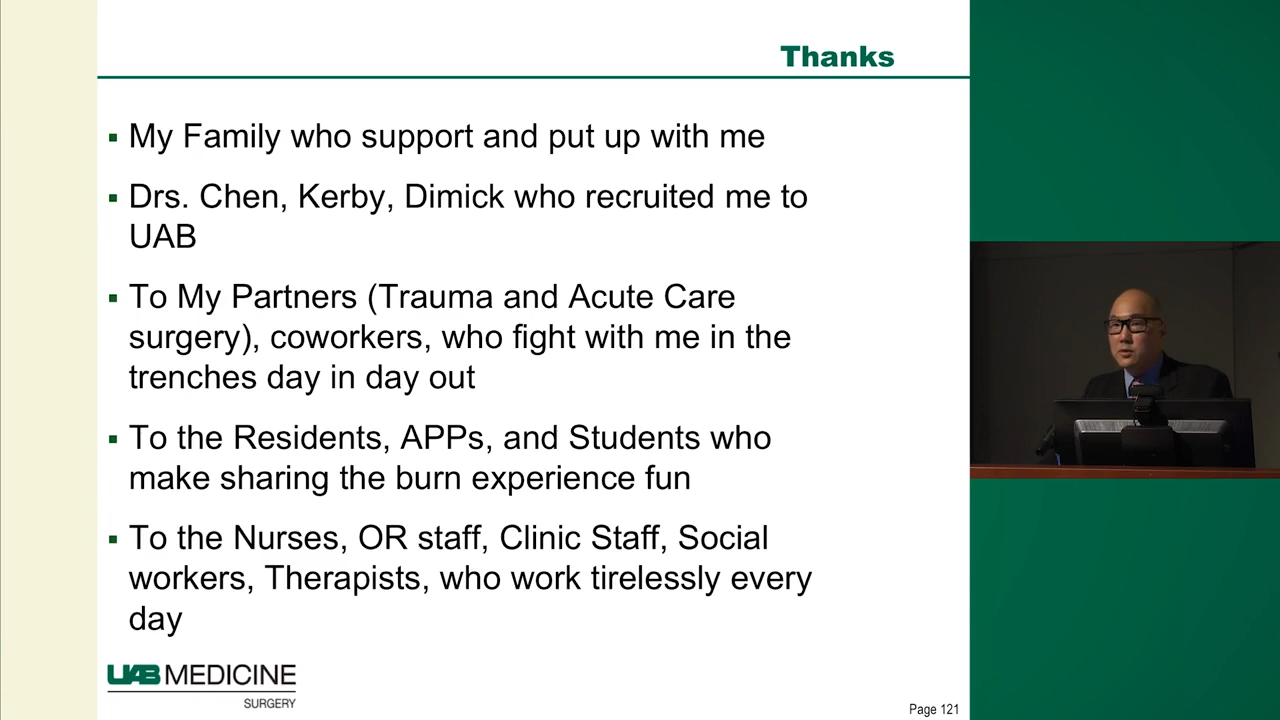 Thanks
▪ My Family who support and put up with me
▪ Drs. Chen, Kerby, Dimick who recruited me to
UAB
▪ To My Partners (Trauma and Acute Care
surgery), coworkers, who fight with me in the
trenches day in day out
▪ To the Residents, APPs, and Students who
make sharing the burn experience fun
▪ To the Nurses, OR staff, Clinic Staff, Social
workers, Therapists, who work tirelessly every
day
UAB MEDICINE
SURGERY
Page 121